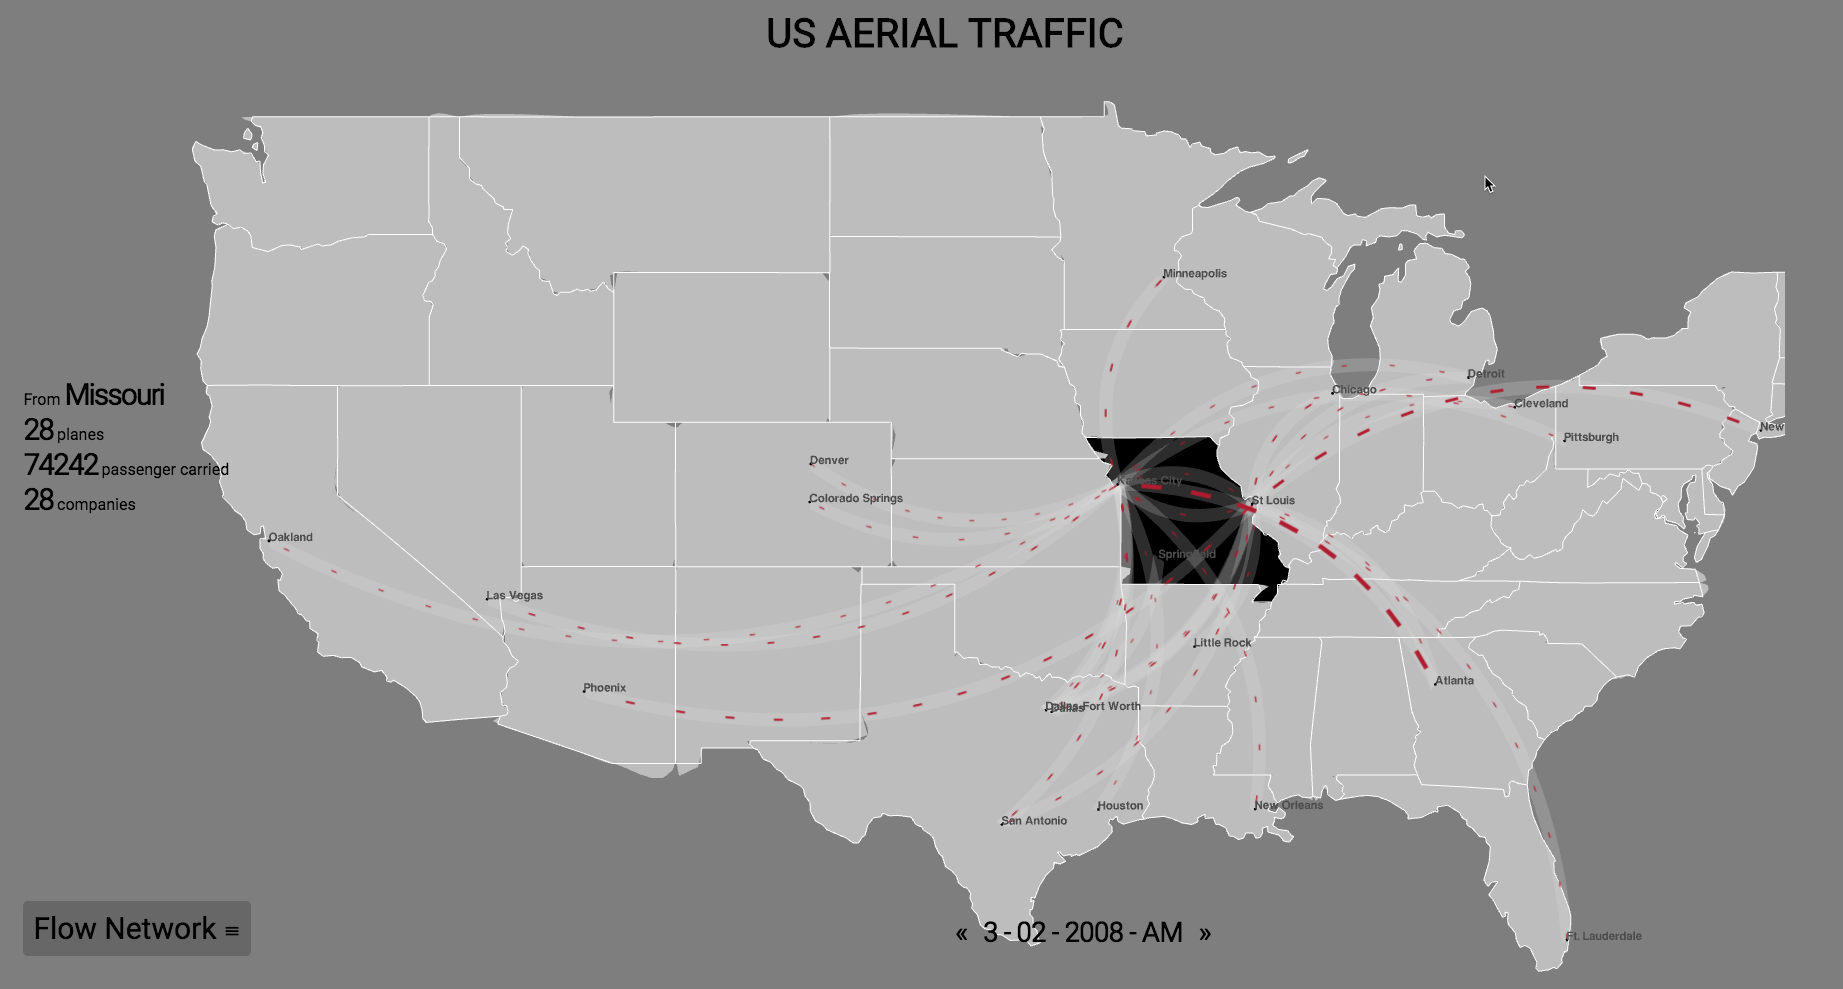 US AERIAL TRAFFIC
Minneapolis
Detroit
Chicago
Cleveland
From Missouri
28 planes
New
Pittsburgh
Denver
74242 passenger carried
Kansas City
Colorado Springs
St Louis
28 companies
Oakland
Springfield
Las Vegas
Little Rock
Atlanta
Phoenix
Dallas-Fort Worth
Dallas
Houston
New Orleans
San Antonio
Flow Network ≡
« 3 - 02 - 2008 - AM »
Ft. Lauderdale